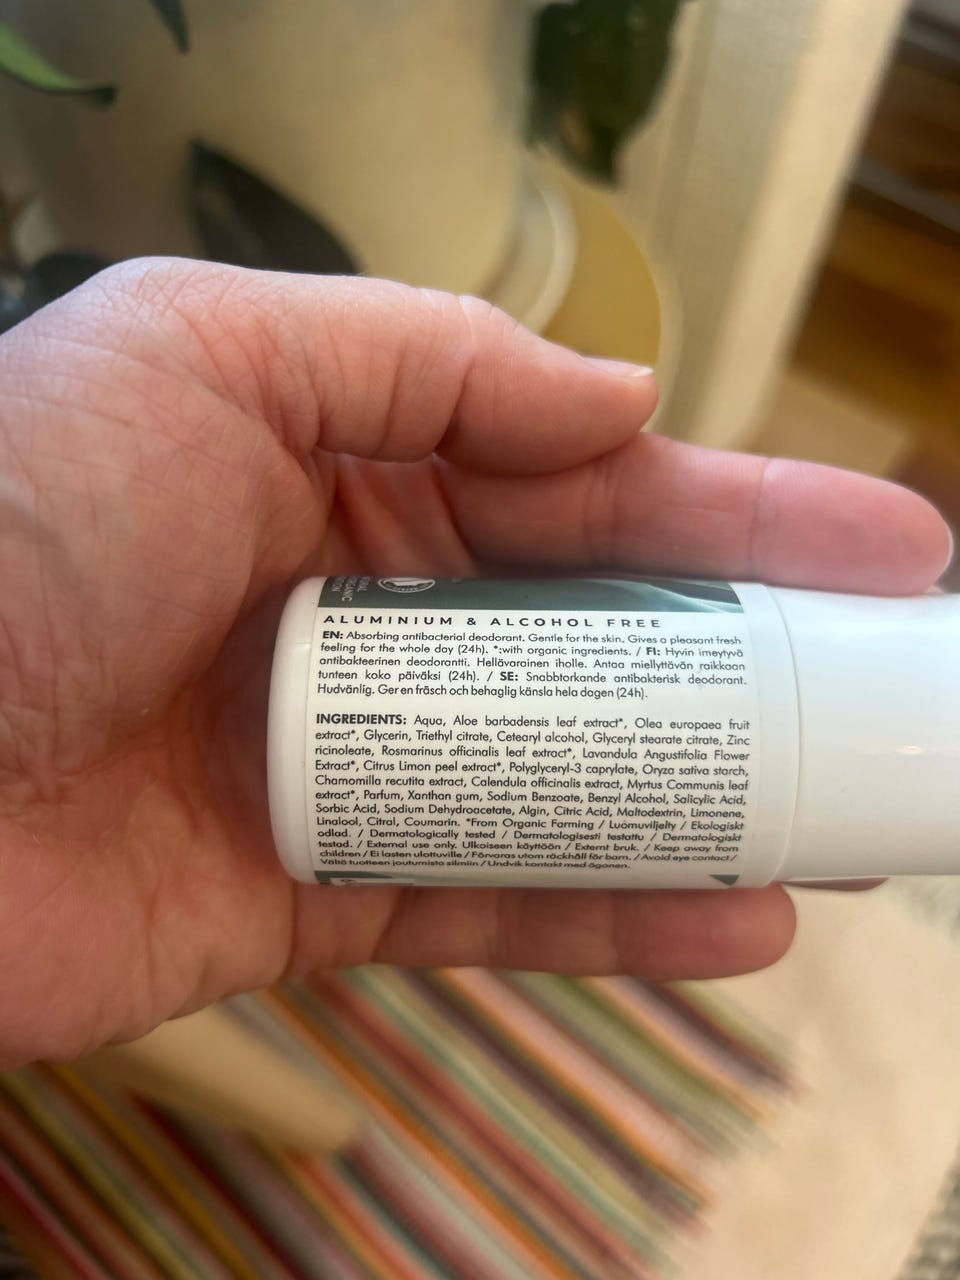 ALUMINIUM & ALCOHOL FREE
EN: Absorbing antibacterial deodorant. Gentle for the skin. Gives a pleasant fresh
feeling for the whole day (24h). *:with organic ingredients. / FI: Hyvin imeytyvä
antibakteerinen deodorantti. Hellävarainen iholle. Antaa miellyttävän raikkaan
tunteen koko päiväksi (24h). / SE: Snabbtorkande antibakterisk deodorant.
Hudvänlig. Ger en fräsch och behaglig känsla hela dagen (24h).
INGREDIENTS: Aqua, Aloe barbadensis leaf extract*, Olea europaea fruit
extract*, Glycerin, Triethyl citrate, Cetearyl alcohol, Glyceryl stearate citrate, Zinc
ricinoleate, Rosmarinus officinalis leaf extract*, Lavandula Angustifolia Flower
Extract*, Citrus Limon peel extract*, Polyglyceryl-3 caprylate, Oryza sativa starch,
Chamomilla recutita extract, Calendula officinalis extract, Myrtus Communis leaf
extract*, Parfum, Xanthan gum, Sodium Benzoate, Benzyl Alcohol, Salicylic Acid,
Sorbic Acid, Sodium Dehydroacetate, Algin, Citric Acid, Maltodextrin, Limonene,
Linalool, Citral, Coumarin. *From Organic Farming / Luomuviljelty / Ekologiskt
odlad. / Dermatologically tested / Dermatologisesti testattu / Dermatologiskt
testad. / External use only. Ulkoiseen käyttöön / Externt bruk. / Keep away from
children / Ei lasten ulottuville / Förvaras utom räckhåll för barn. / Avoid eye contact /
Vältä tuotteen joutumista silmiin / Undvik kontakt med ögonen.